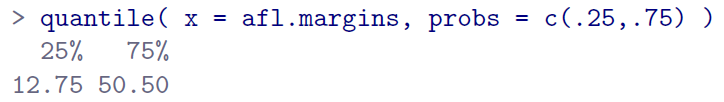 > quantile( x = afl.margins, probs = c(.25,.75) )
25% 75%
12.75 50.50